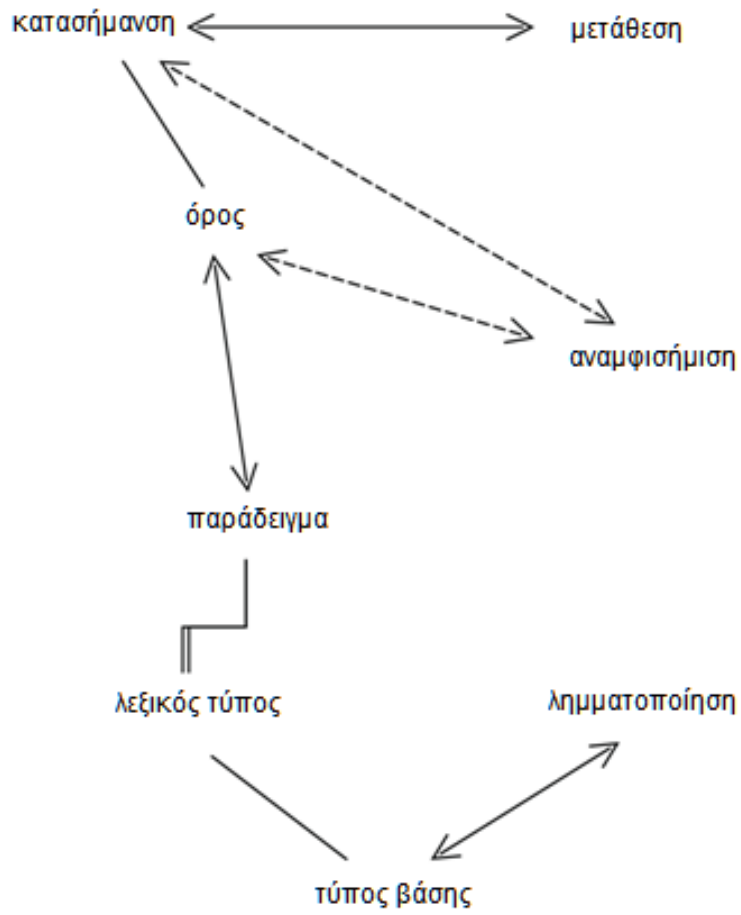 κατασήμανση
μετάθεση
όρος
αναμφισήμιση
παράδειγμα
λεξικός τύπος
λημματοποίηση
τύπος βάσης